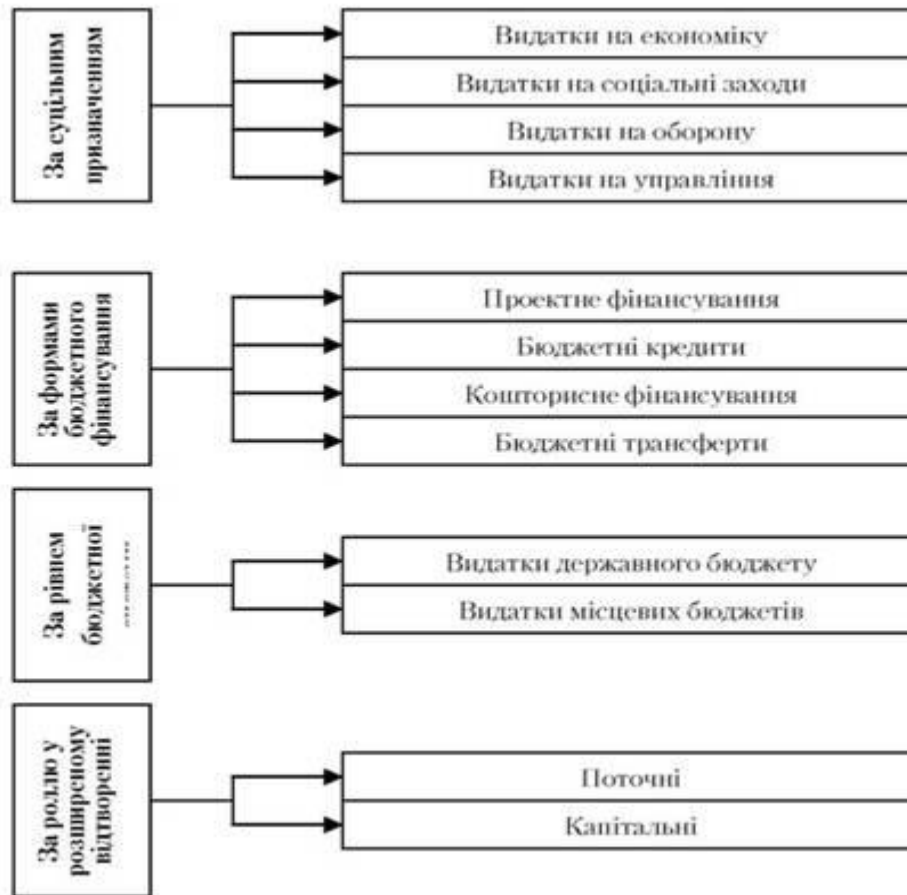 За суцільним
призначенням
Видатки на економіку
Видатки на соціальні заходи
Видатки на оборону
Видатки на управління
За формами
бюджетного
фінансування
Проектне фінансування
Бюджетні кредити
Кошторисне фінансування
Бюджетні трансферти
За рівнем
бюджетної
Видатки державного бюджету
Видатки місцевих бюджетів
За роллю у
розширеному
відтворенні
Поточні
Капітальні